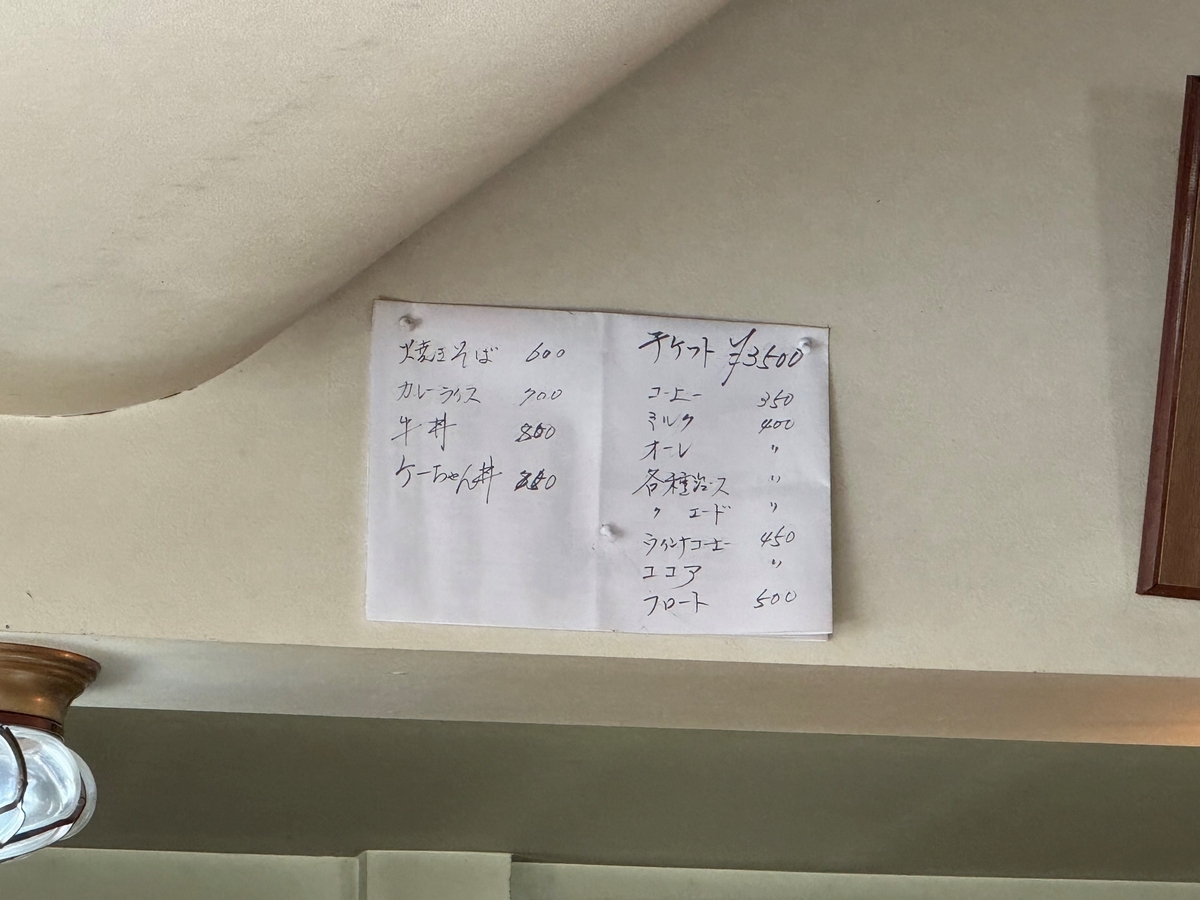 焼きそば 600
カレーライス 700
牛丼 800
ケーちゃん丼
チケット ¥3500
コーヒー 350
ミルク 400
オーレ 〃
各種ジュース 〃
〃 エード 〃
ウィンナコーヒー 450
ココア 〃
フロート 500